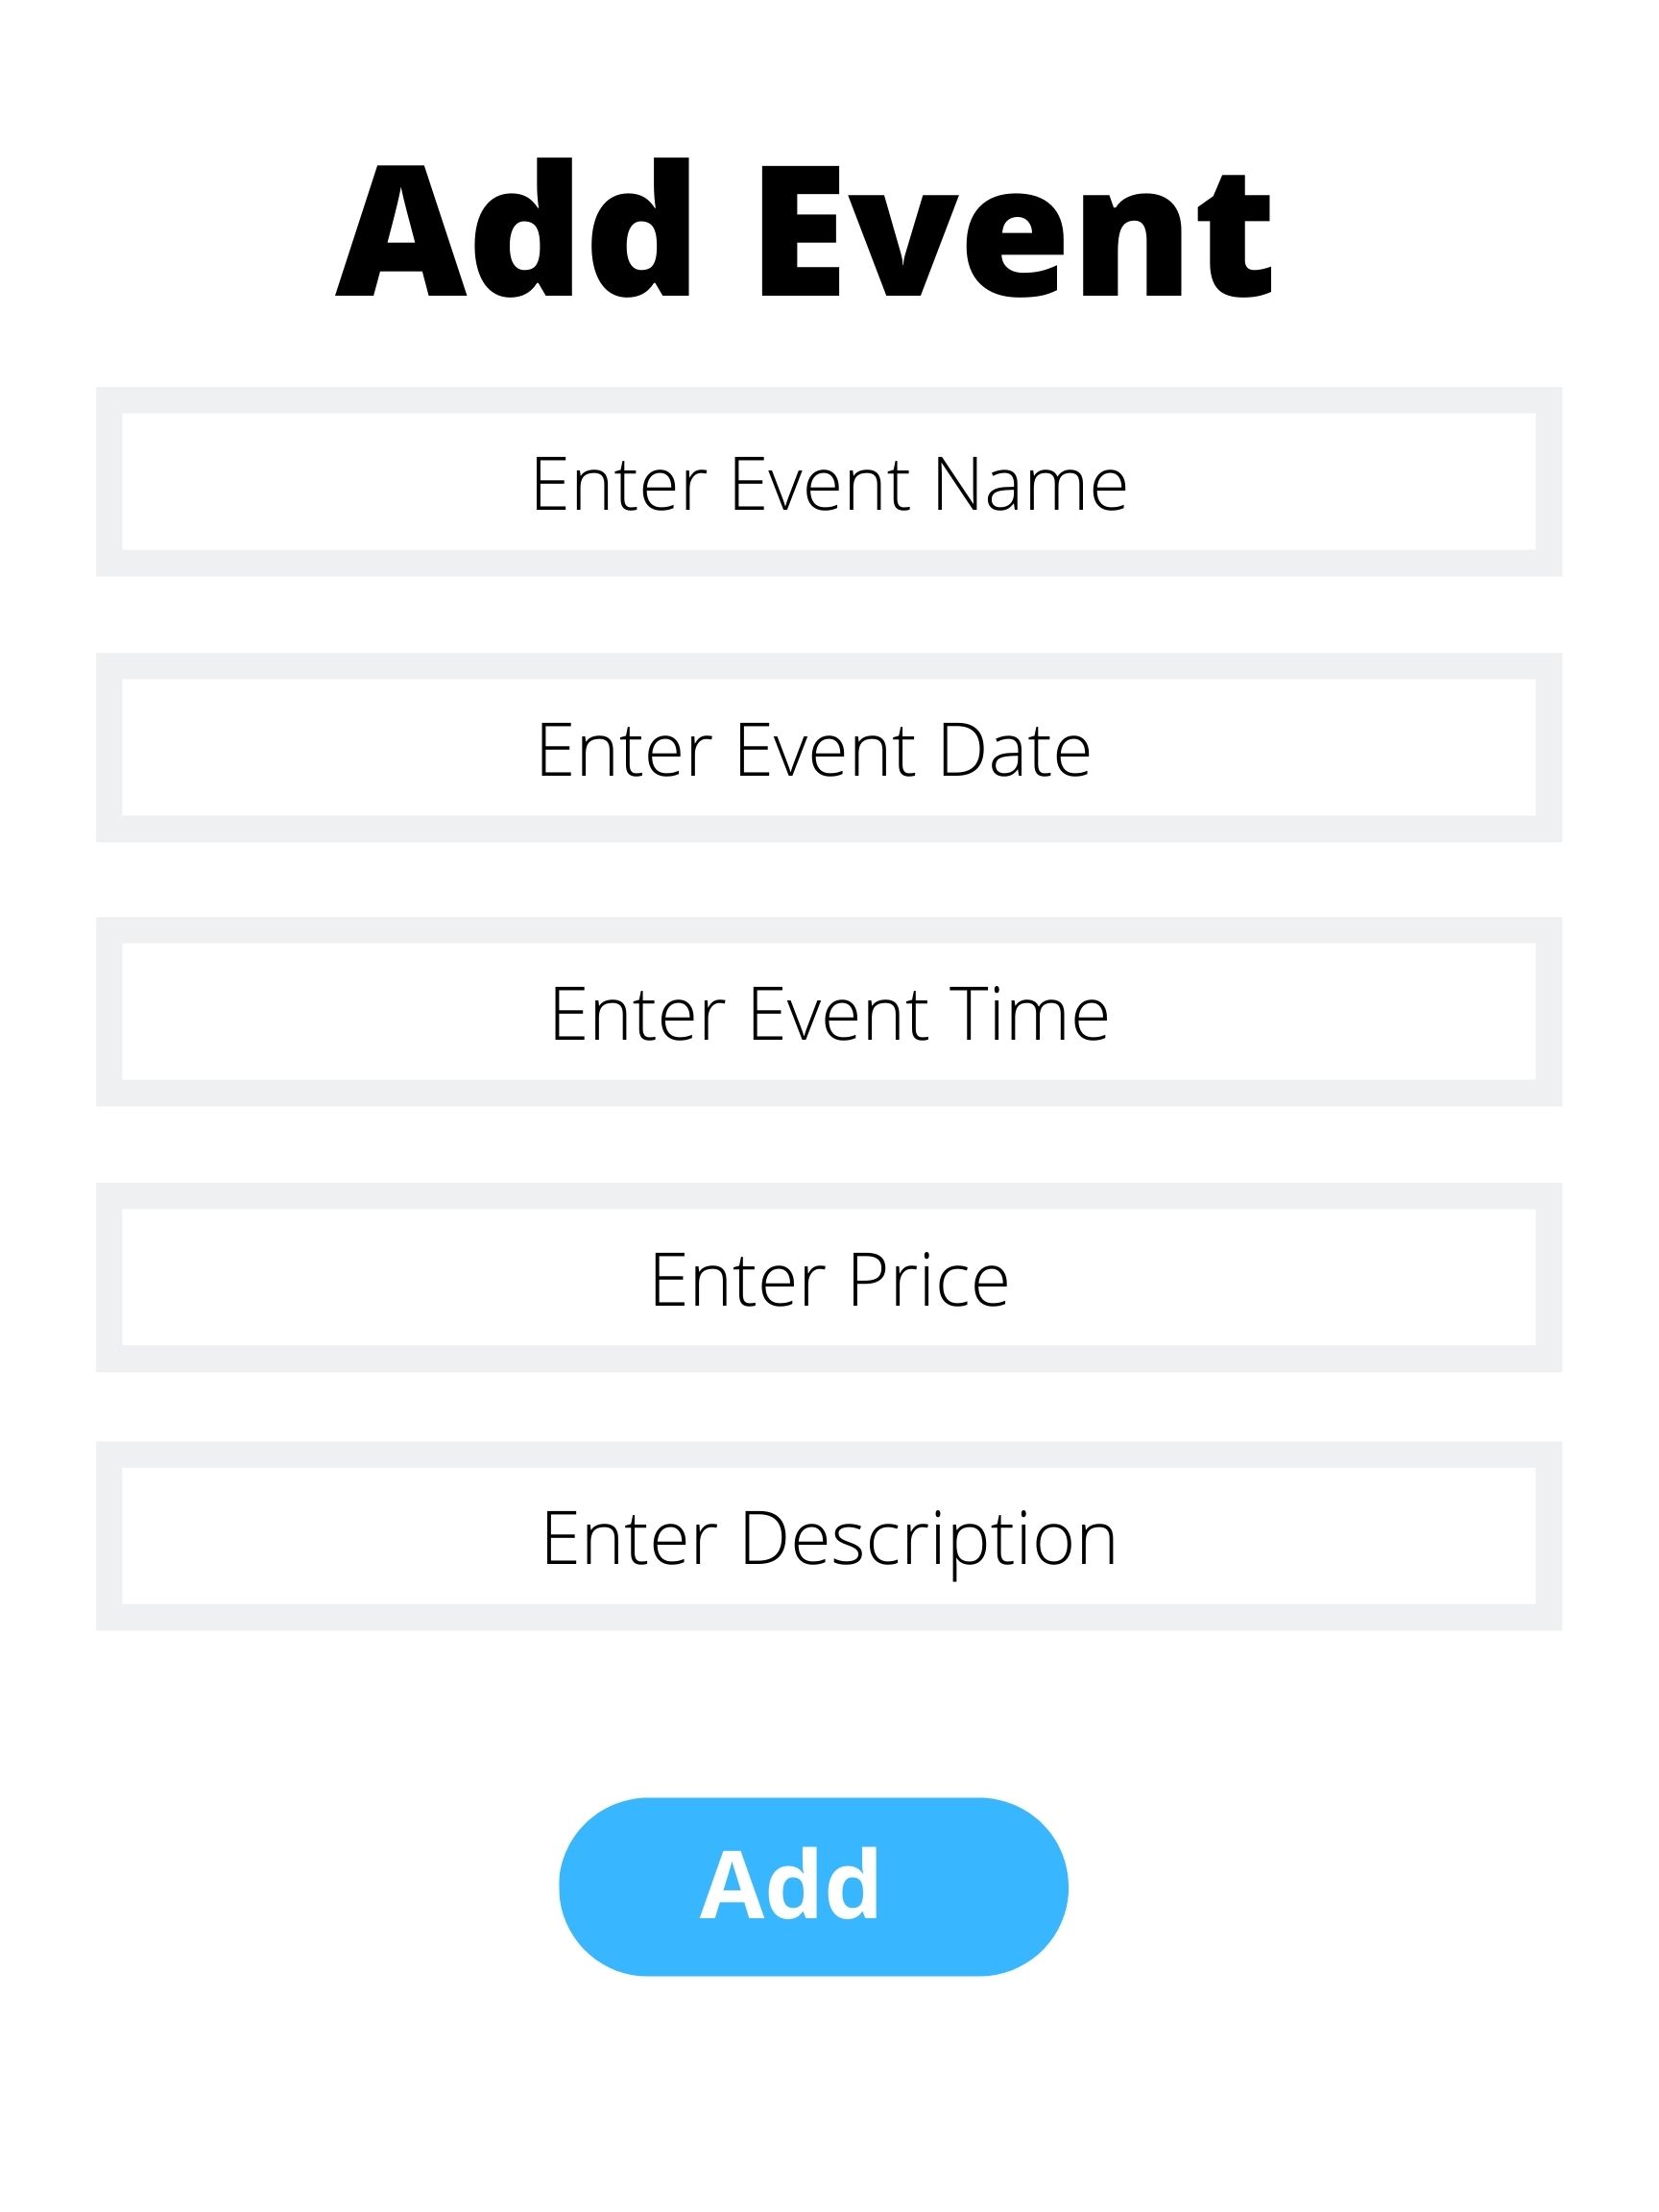 Add Event
Enter Event Name
Enter Event Date
Enter Event Time
Enter Price
Enter Description
Add